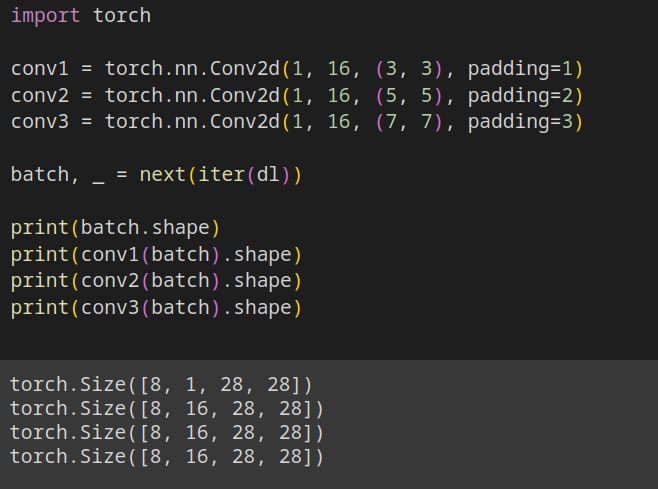 import torch
conv1 = torch.nn.Conv2d(1, 16, (3, 3), padding=1)
conv2 = torch.nn.Conv2d(1, 16, (5, 5), padding=2)
conv3 = torch.nn.Conv2d(1, 16, (7, 7), padding=3)
batch, _ = next(iter(dl))
print(batch.shape)
print(conv1(batch).shape)
print(conv2(batch).shape)
print(conv3(batch).shape)
torch.Size([8, 1, 28, 28])
torch.Size([8, 16, 28, 28])
torch.Size([8, 16, 28, 28])
torch.Size([8, 16, 28, 28])